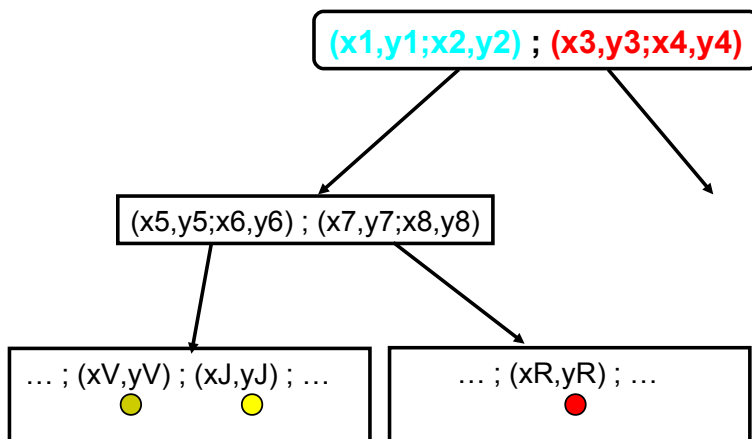 (x1,y1;x2,y2) ; (x3,y3;x4,y4)
(x5,y5;x6,y6) ; (x7,y7;x8,y8)
… ; (xV,yV) ; (xJ,yJ) ; …
… ; (xR,yR) ; …